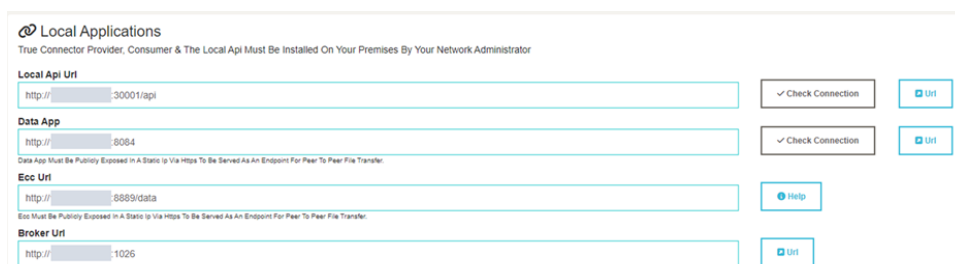 Local Applications
True Connector Provider, Consumer & The Local Api Must Be Installed On Your Premises By Your Network Administrator
Local Api Url
http:// :30001/api
Check Connection
Url
Data App
http:// :8084
Check Connection
Url
Data App Must Be Publicly Exposed In A Static Ip Via Https To Be Served As An Endpoint For Peer To Peer File Transfer.
Ecc Url
http:// :8889/data
Help
Ecc Must Be Publicly Exposed In A Static Ip Via Https To Be Served As An Endpoint For Peer To Peer File Transfer.
Broker Url
http:// :1026
Url